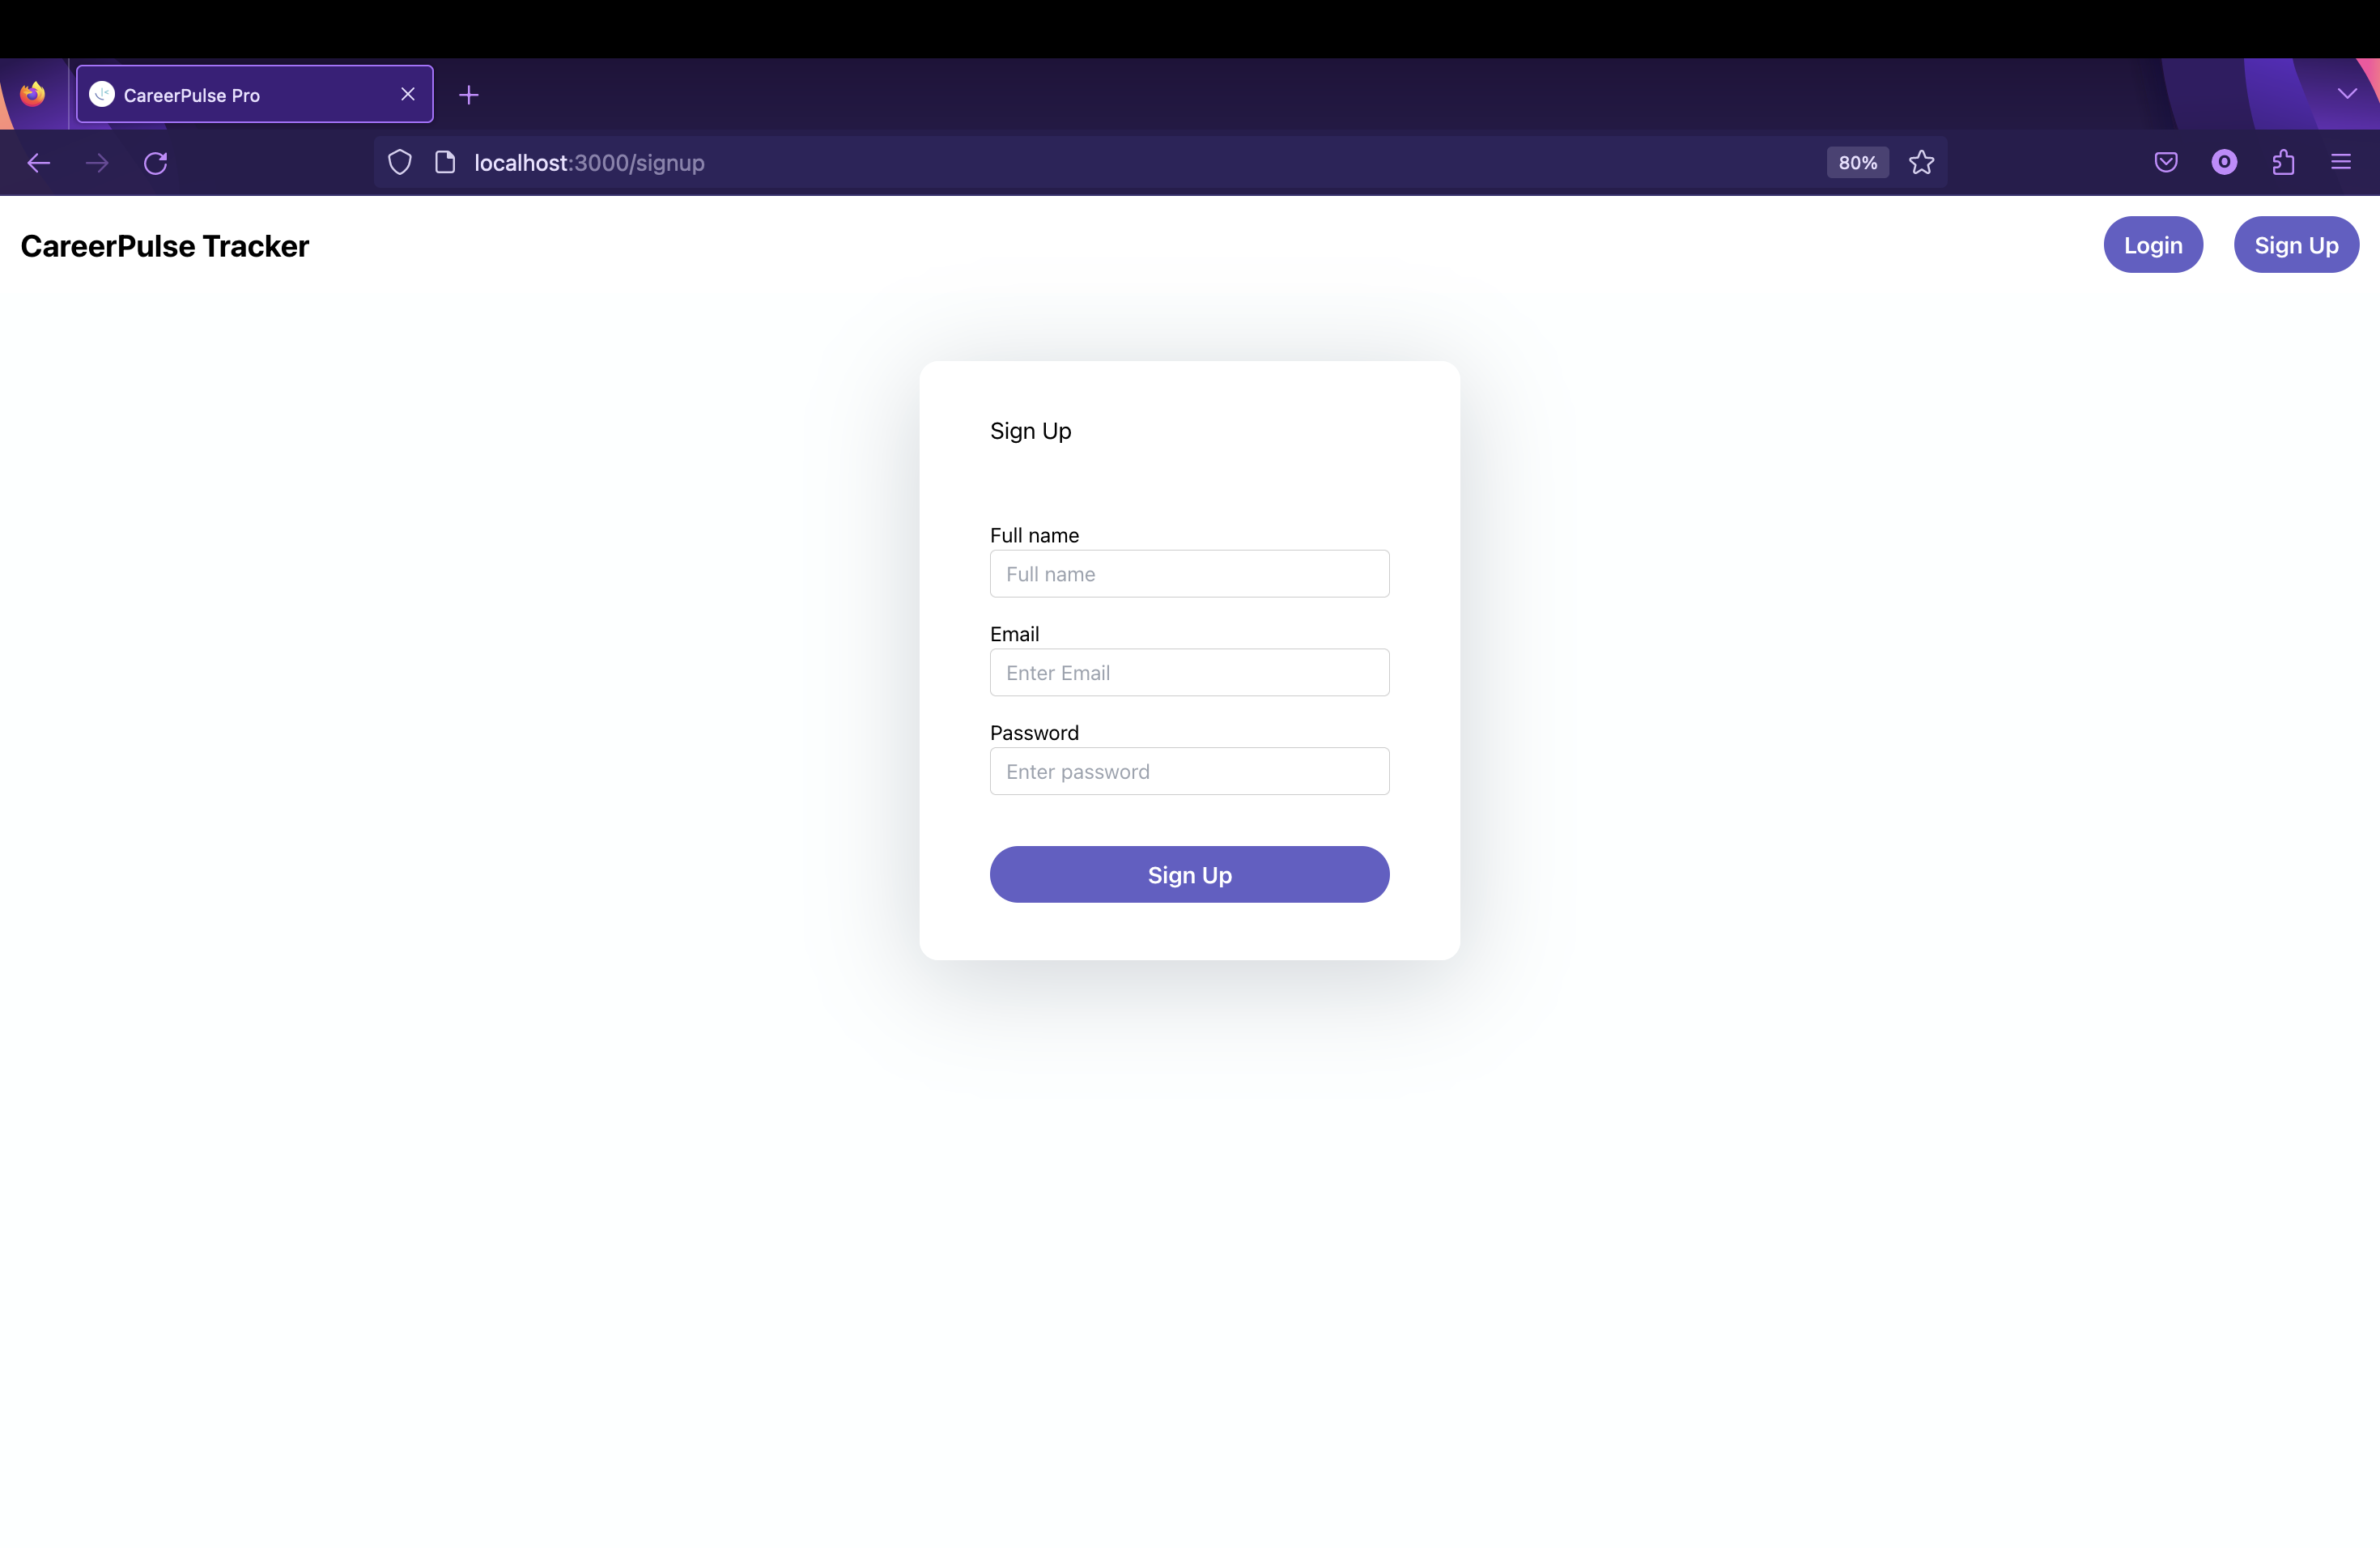 CareerPulse Pro
localhost:3000/signup
80%
CareerPulse Tracker
Login
Sign Up
Sign Up
Full name
Full name
Email
Enter Email
Password
Enter password
Sign Up